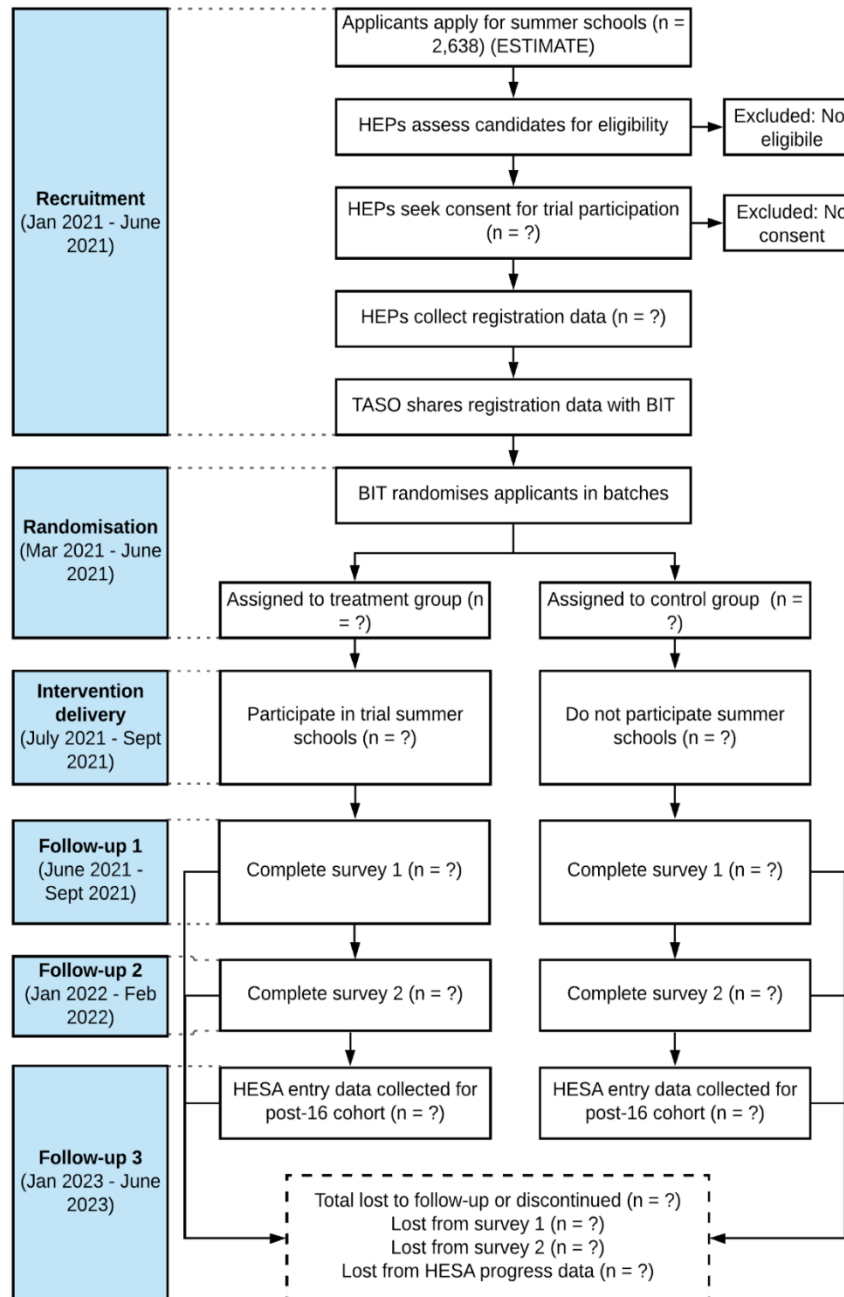 Applicants apply for summer schools (n =
2,638) (ESTIMATE)
HEPs assess candidates for eligibility
Excluded: No
eligibile
Recruitment
(Jan 2021 - June
2021)
HEPs seek consent for trial participation
(n = ?)
Excluded: No
consent
HEPs collect registration data (n = ?)
TASO shares registration data with BIT
Randomisation
(Mar 2021 - June
2021)
BIT randomises applicants in batches
Assigned to treatment group (n
= ?)
Assigned to control group (n =
?)
Intervention
delivery
(July 2021 - Sept
2021)
Participate in trial summer
schools (n = ?)
Do not participate summer
schools (n = ?)
Follow-up 1
(June 2021 -
Sept 2021)
Complete survey 1 (n = ?)
Complete survey 1 (n = ?)
Follow-up 2
(Jan 2022 - Feb
2022)
Complete survey 2 (n = ?)
Complete survey 2 (n = ?)
Follow-up 3
(Jan 2023 - June
2023)
HESA entry data collected for
post-16 cohort (n = ?)
HESA entry data collected for
post-16 cohort (n = ?)
Total lost to follow-up or discontinued (n = ?)
Lost from survey 1 (n = ?)
Lost from survey 2 (n = ?)
Lost from HESA progress data (n = ?)